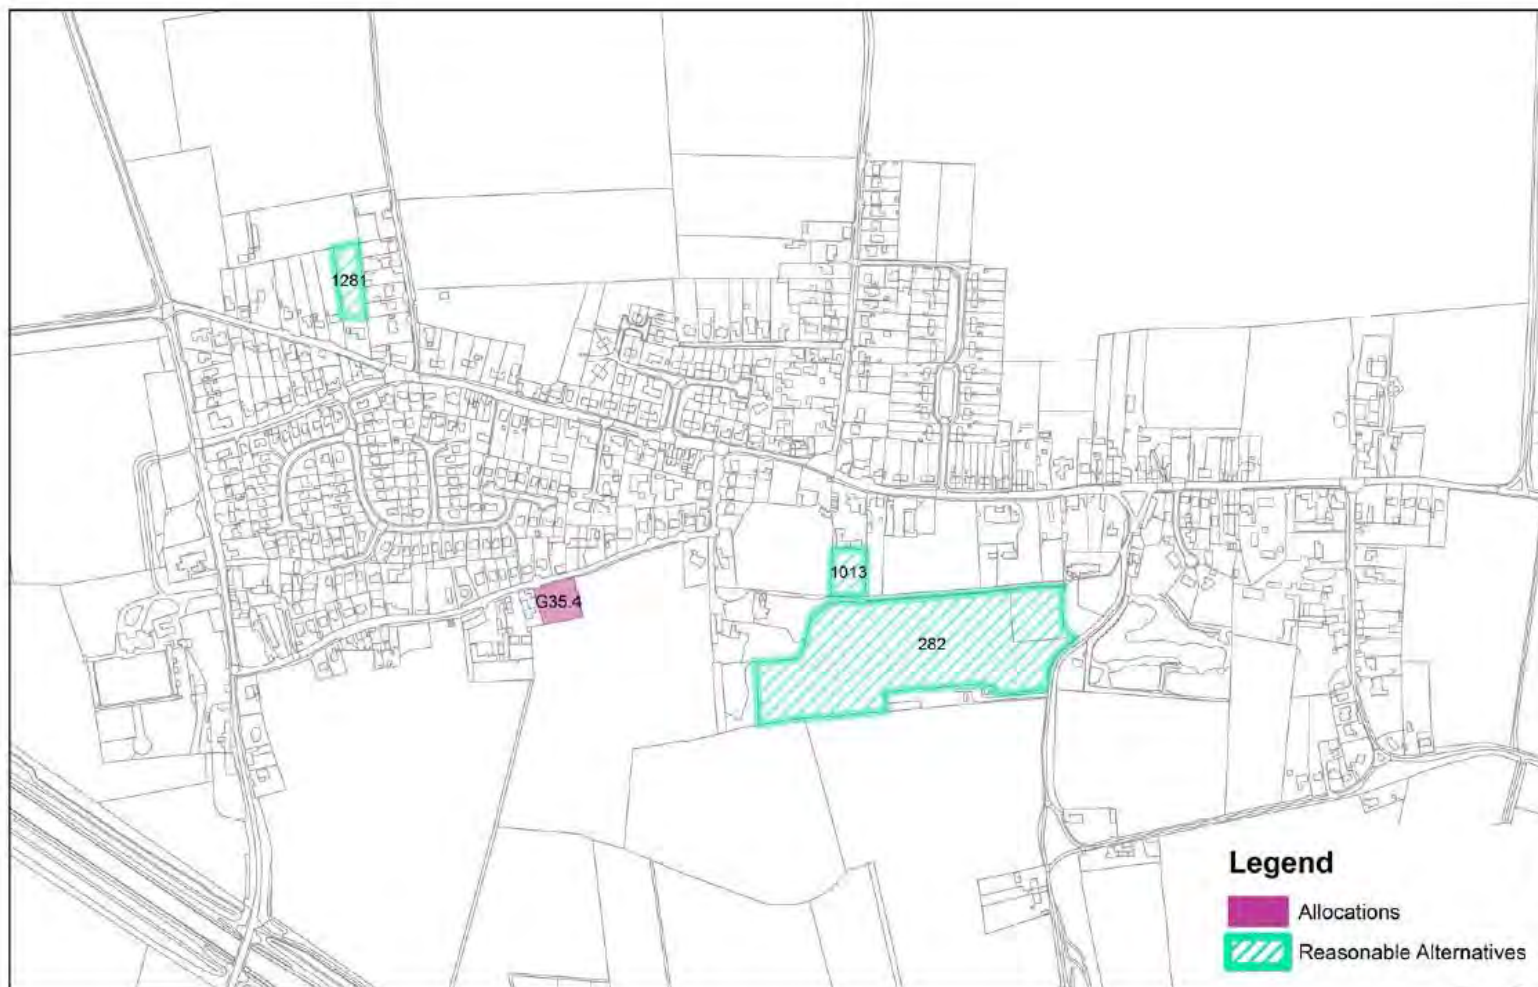 1281
1013
G35.4
282
Legend
Allocations
Reasonable Alternatives